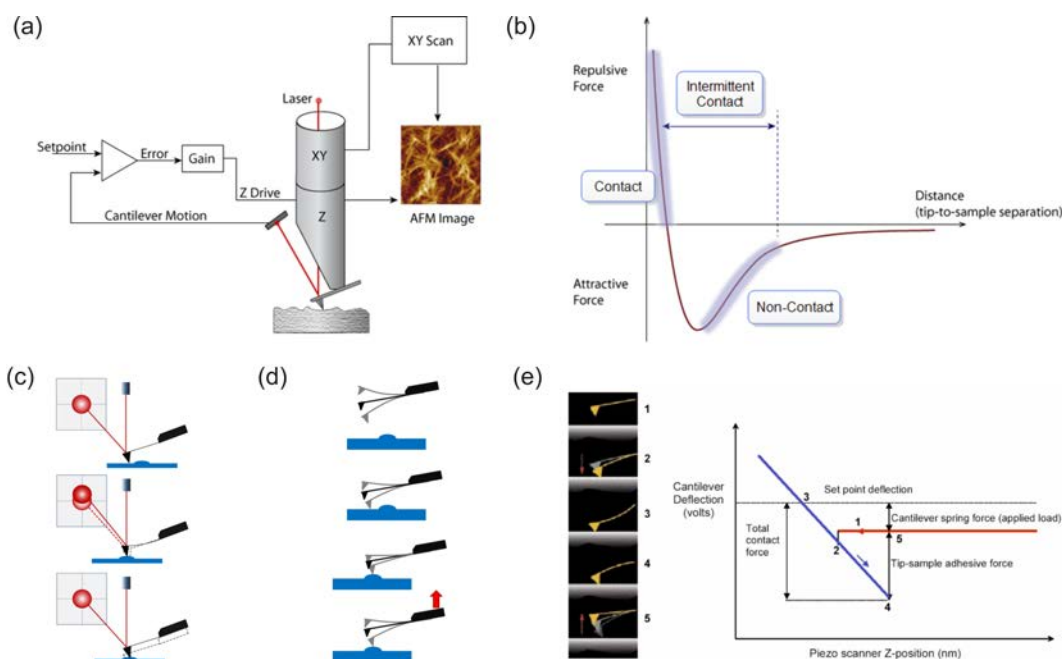 (a)
XY Scan
Laser
Setpoint
Error
Gain
XY
Z Drive
Z
Cantilever Motion
AFM Image
(b)
Repulsive
Force
Intermittent
Contact
Contact
Distance
(tip-to-sample separation)
Attractive
Force
Non-Contact
(c)
(d)
(e)
1
2
3
4
5
Cantilever
Deflection
(volts)
3
Set point deflection
Total
contact
force
1
Cantilever spring force (applied load)
5
2
Tip-sample adhesive force
4
Piezo scanner Z-position (nm)